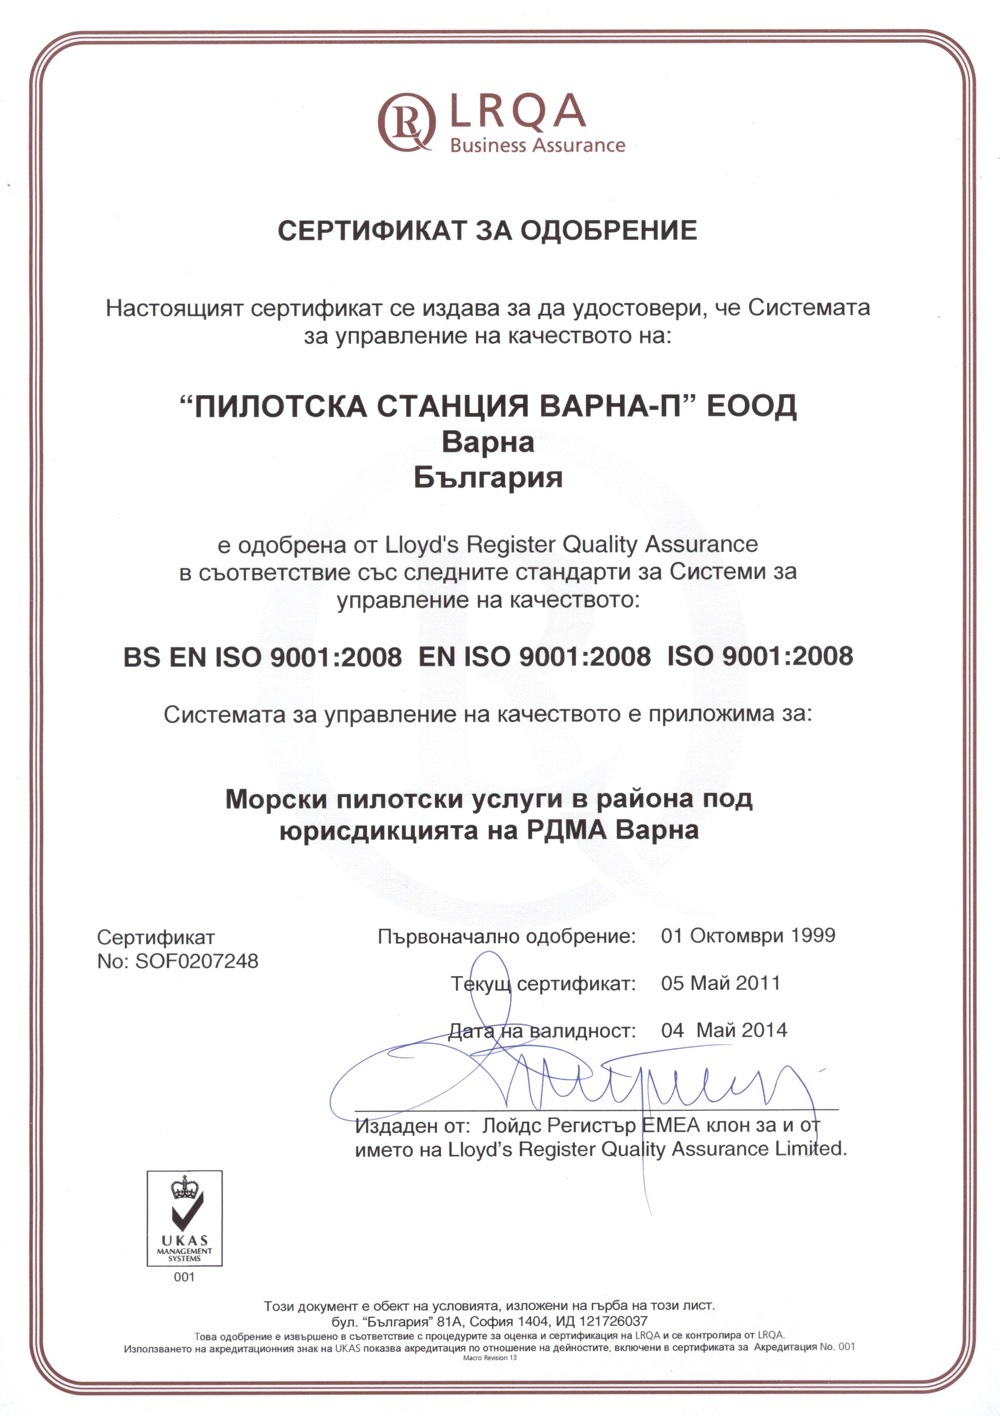 LRQA
Business Assurance
СЕРТИФИКАТ ЗА ОДОБРЕНИЕ
Настоящият сертификат се издава за да удостовери, че Системата
за управление на качеството на:
“ПИЛОТСКА СТАНЦИЯ ВАРНА-П” ЕООД
Варна
България
е одобрена от Lloyd's Register Quality Assurance
в съответствие със следните стандарти за Системи за
управление на качеството:
BS EN ISO 9001:2008 EN ISO 9001:2008 ISO 9001:2008
Системата за управление на качеството е приложима за:
Морски пилотски услуги в района под
юрисдикцията на РДМА Варна
Сертификат
No: SOF0207248
Първоначално одобрение: 01 Октомври 1999
Текущ сертификат: 05 Май 2011
Дата на валидност: 04 Май 2014
Издаден от: Лойдс Регистър ЕМЕА клон за и от
името на Lloyd’s Register Quality Assurance Limited.
UKAS
MANAGEMENT
SYSTEMS
001
Този документ е обект на условията, изложени на гърба на този лист.
бул. “България” 81А, София 1404, ИД 121726037
Това одобрение е извършено в съответствие с процедурите за оценка и сертификация на LRQA и се контролира от LRQA.
Използването на акредитационния знак на UKAS показва акредитация по отношение на дейностите, включени в сертификата за Акредитация No. 001
Macro Revision 13